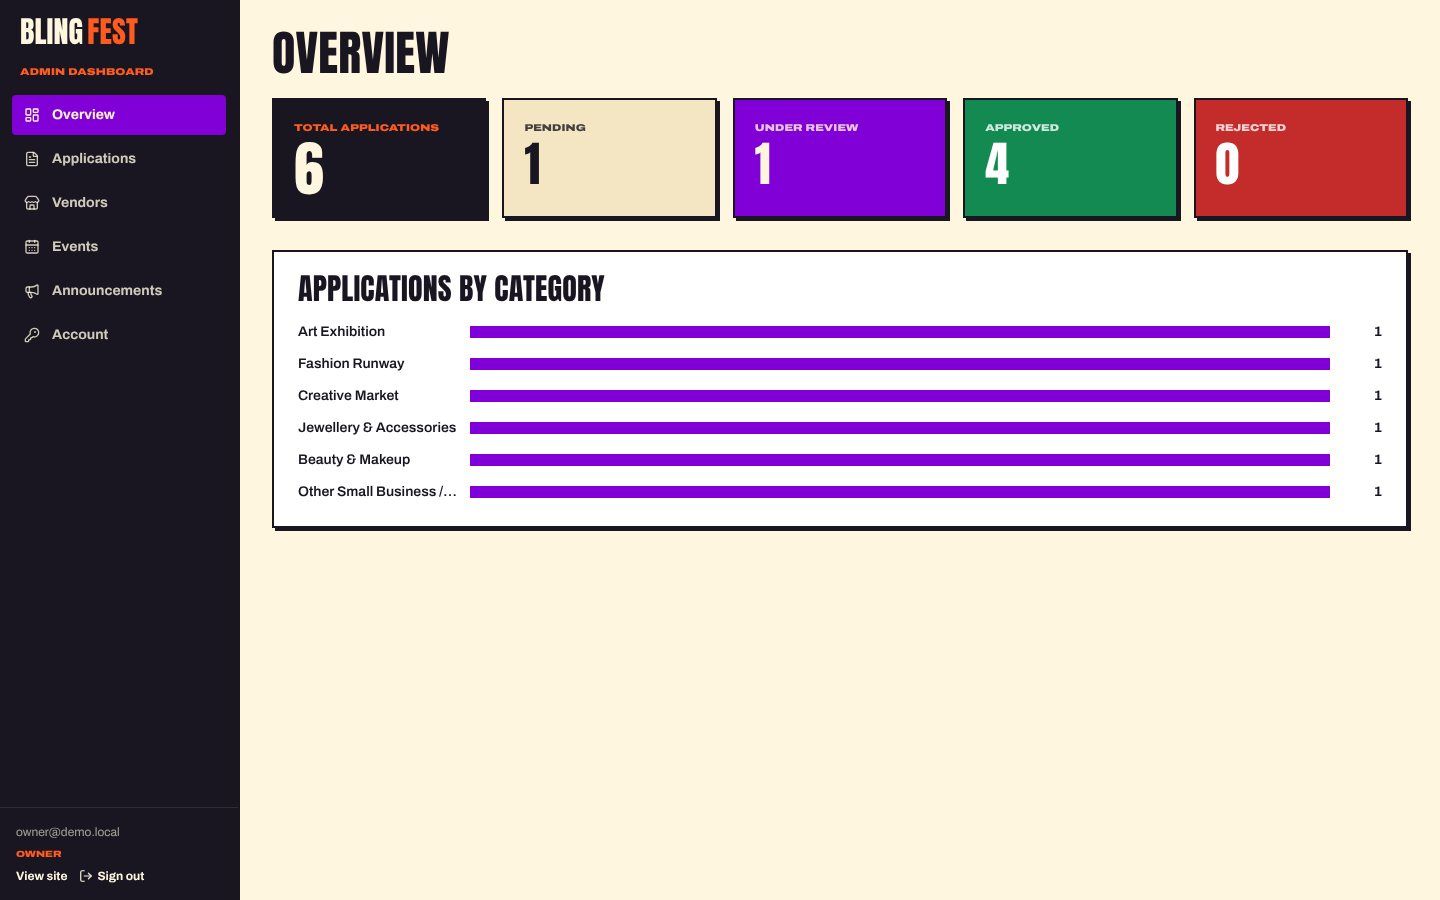 BLING FEST
ADMIN DASHBOARD
Overview
Applications
Vendors
Events
Announcements
Account
owner@demo.local
OWNER
View site
Sign out
OVERVIEW
TOTAL APPLICATIONS
6
PENDING
1
UNDER REVIEW
1
APPROVED
4
REJECTED
0
APPLICATIONS BY CATEGORY
Art Exhibition 1
Fashion Runway 1
Creative Market 1
Jewellery & Accessories 1
Beauty & Makeup 1
Other Small Business /... 1